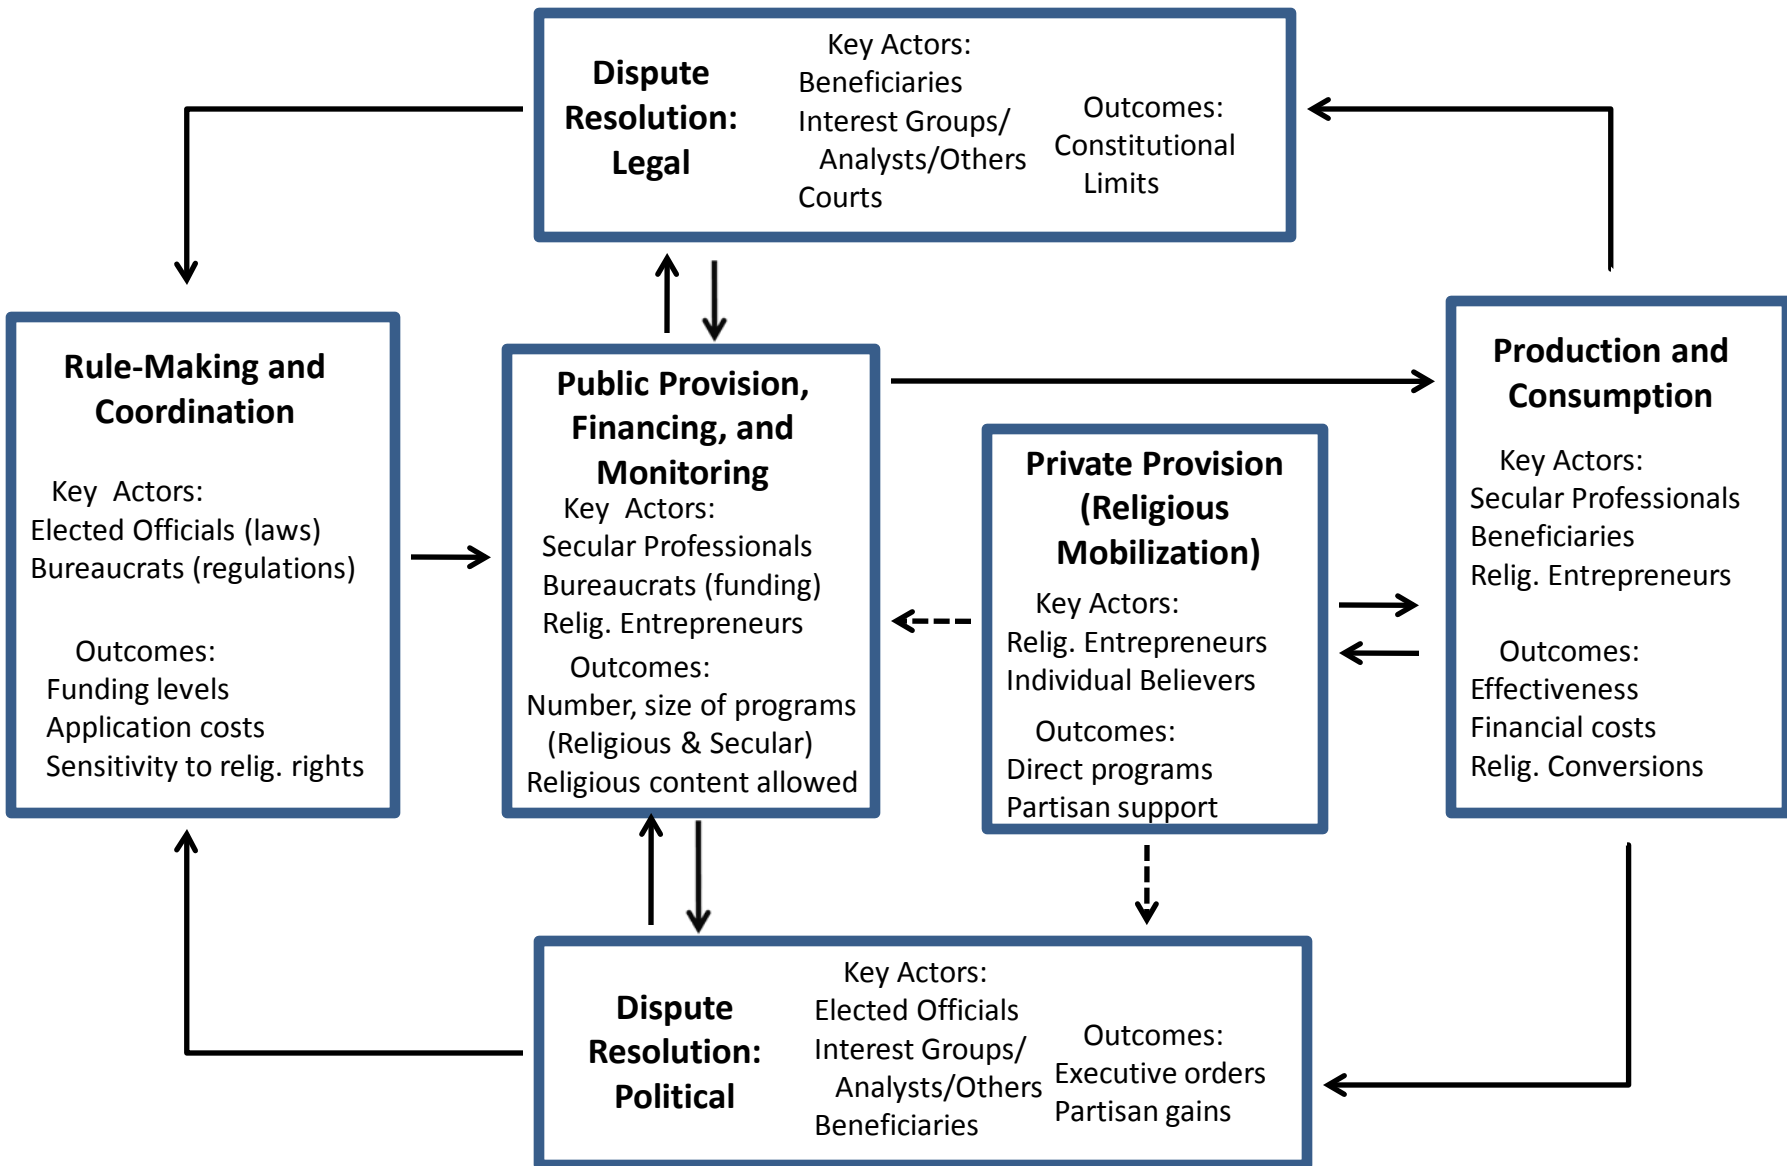 Dispute
Resolution:
Legal
Key Actors:
Beneficiaries
Interest Groups/
Analysts/Others
Courts
Outcomes:
Constitutional
Limits
Rule-Making and
Coordination
Key Actors:
Elected Officials (laws)
Bureaucrats (regulations)
Outcomes:
Funding levels
Application costs
Sensitivity to relig. rights
Public Provision,
Financing, and
Monitoring
Key Actors:
Secular Professionals
Bureaucrats (funding)
Relig. Entrepreneurs
Outcomes:
Number, size of programs
(Religious & Secular)
Religious content allowed
Private Provision
(Religious
Mobilization)
Key Actors:
Relig. Entrepreneurs
Individual Believers
Outcomes:
Direct programs
Partisan support
Production and
Consumption
Key Actors:
Secular Professionals
Beneficiaries
Relig. Entrepreneurs
Outcomes:
Effectiveness
Financial costs
Relig. Conversions
Dispute
Resolution:
Political
Key Actors:
Elected Officials
Interest Groups/
Analysts/Others
Beneficiaries
Outcomes:
Executive orders
Partisan gains